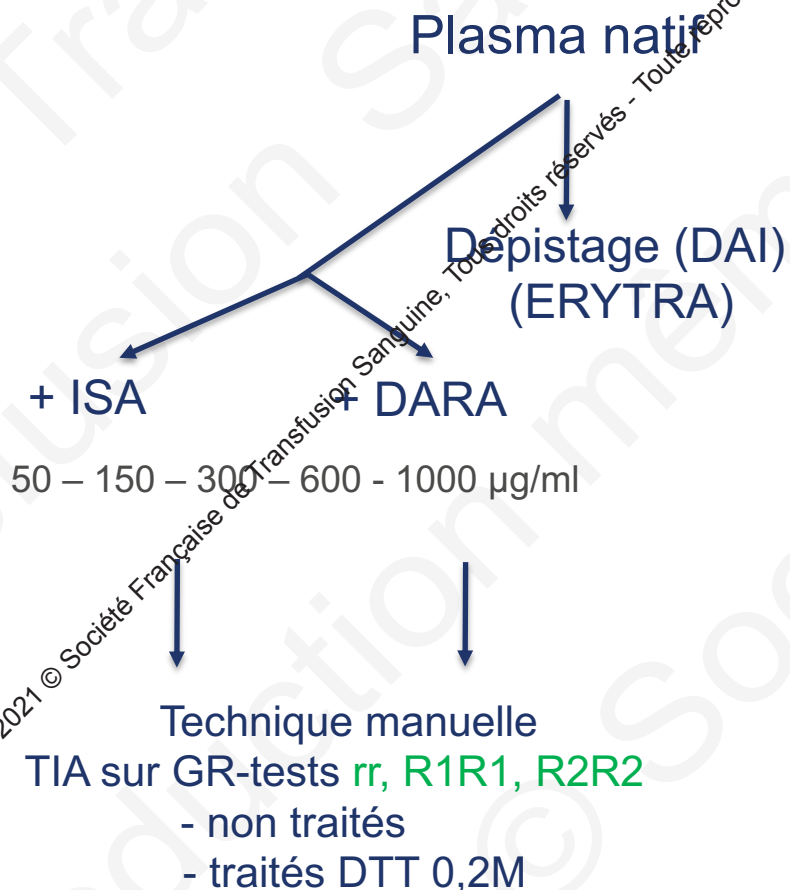 Plasma natif
Dépistage (DAI)
(ERYTRA)
+ ISA
+ DARA
50 – 150 – 300 – 600 - 1000 µg/ml
2021 © Société Française de Transfusion Sanguine, Tous droits réservés - Toute repro
Technique manuelle
TIA sur GR-tests rr, R1R1, R2R2
- non traités
- traités DTT 0,2M